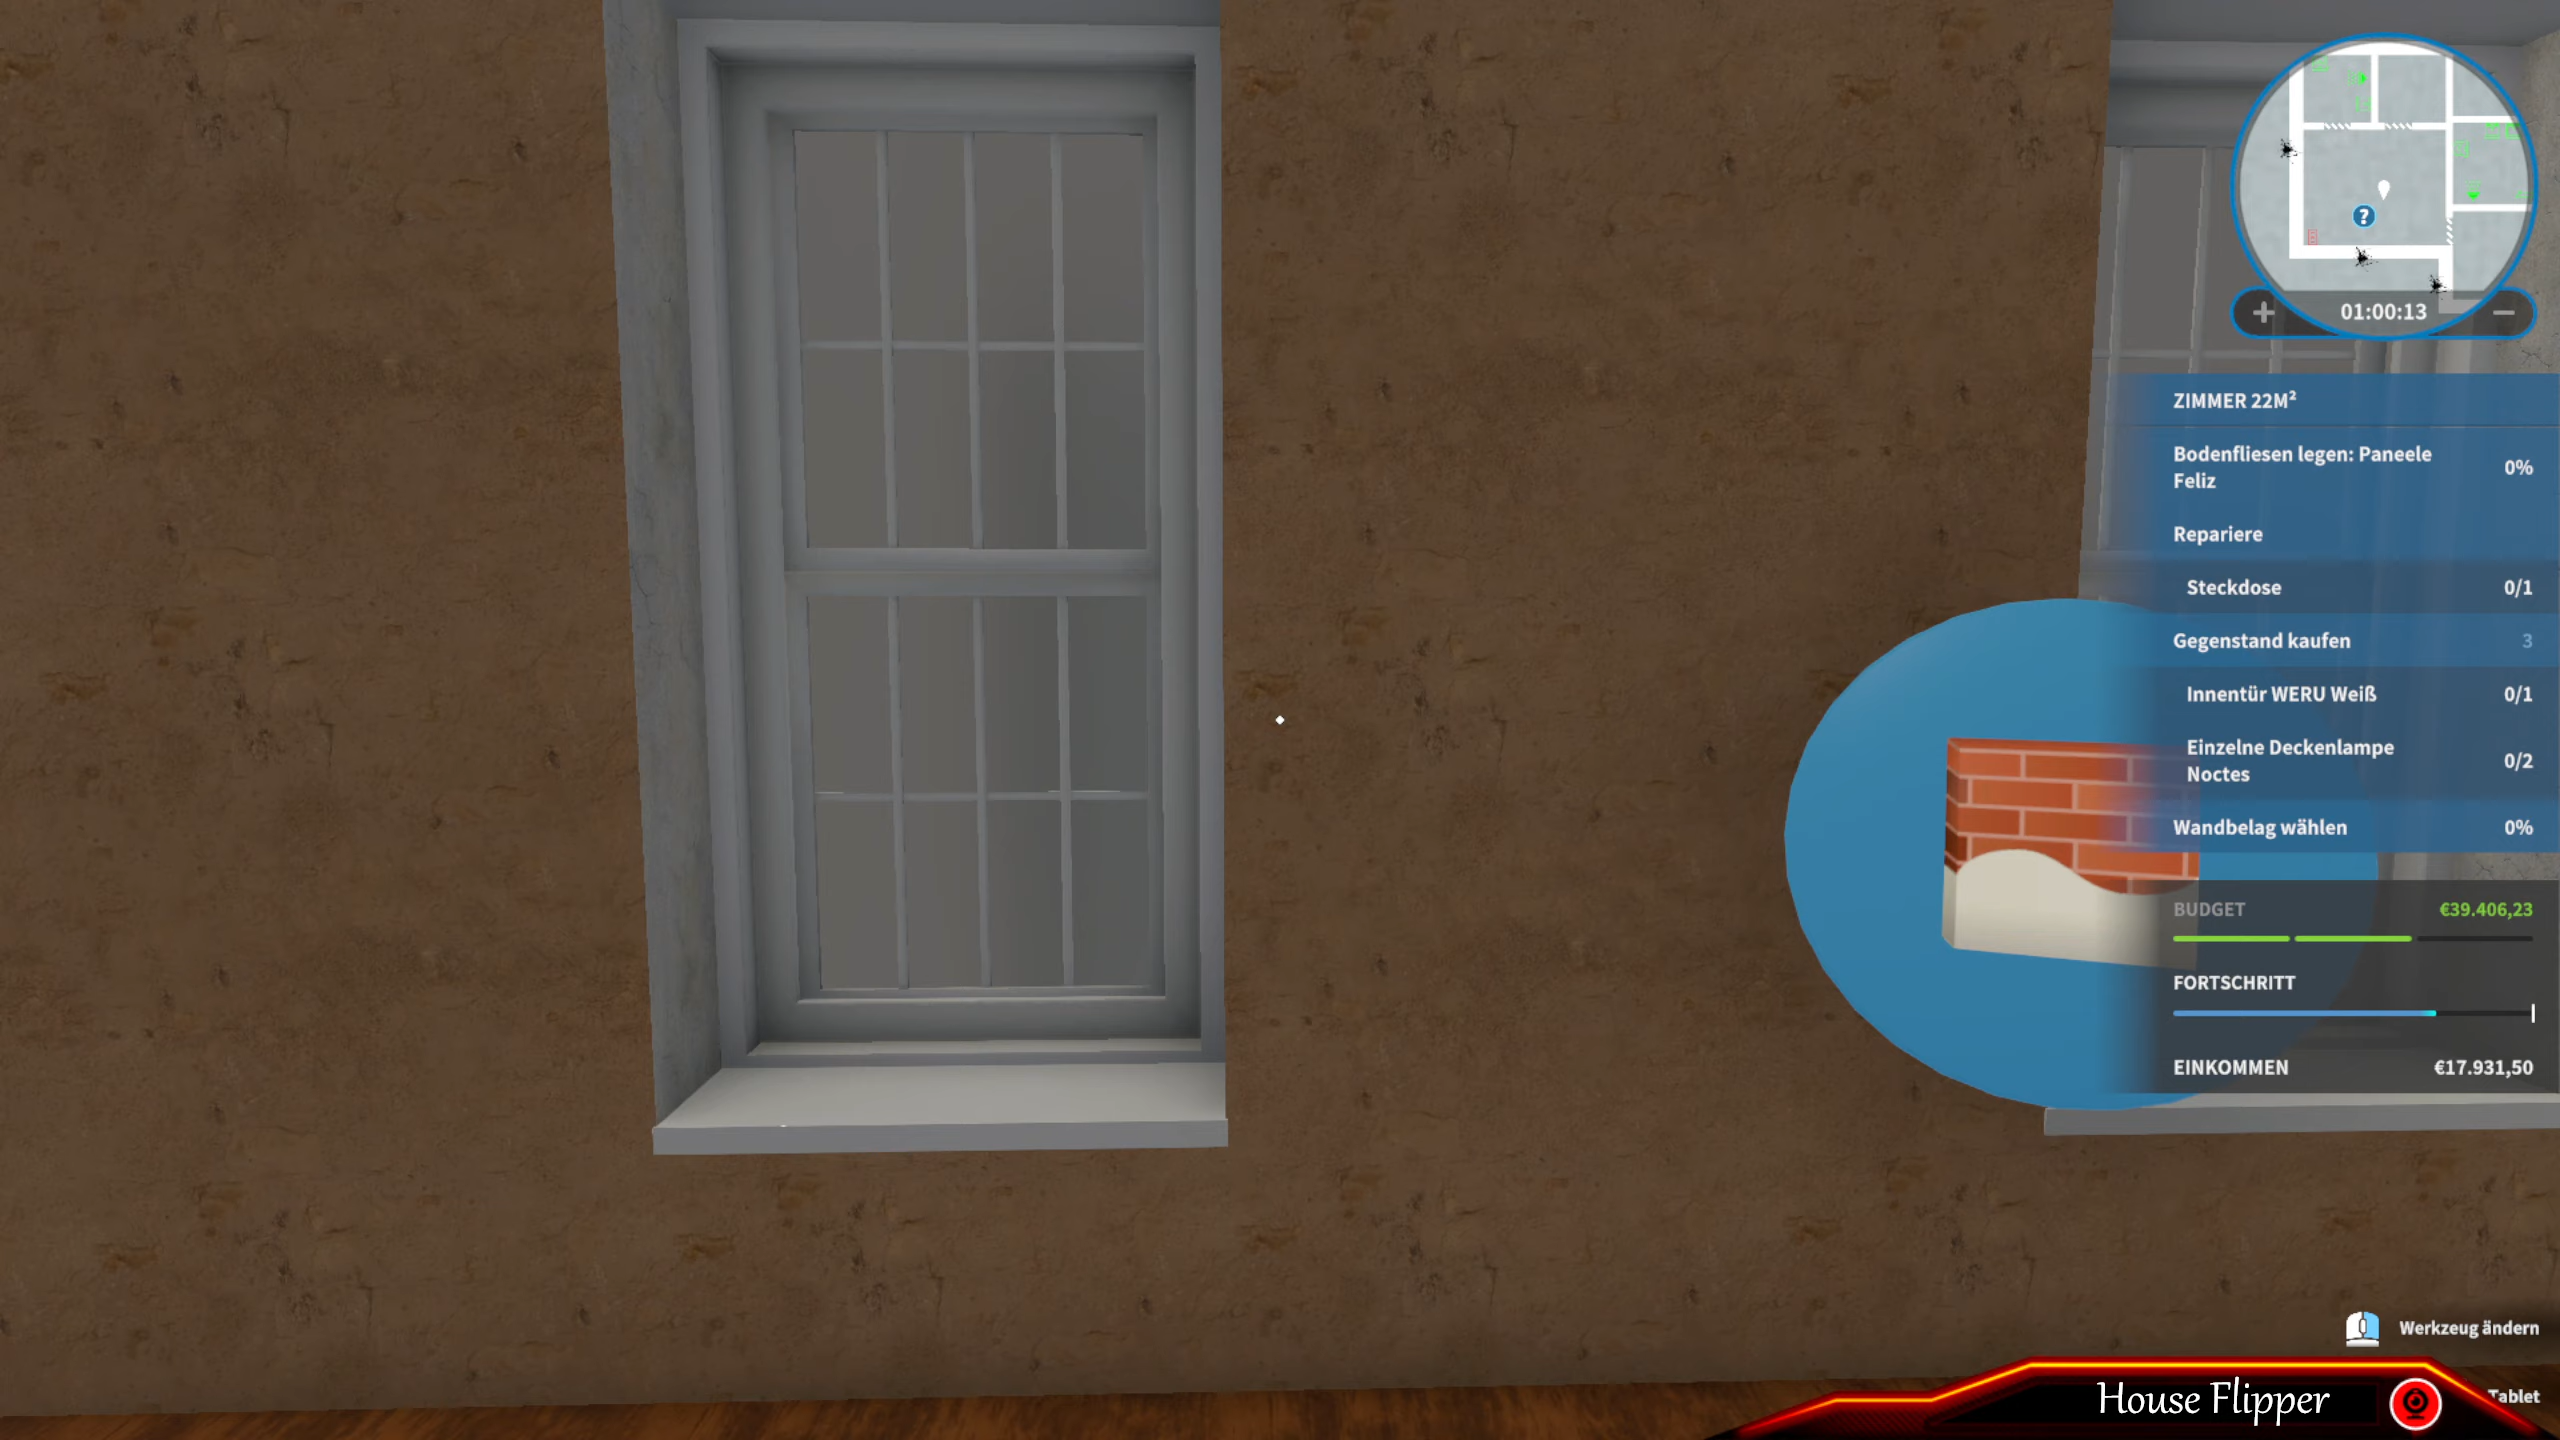 ?
01:00:13
ZIMMER 22M²
Bodenfliesen legen: Paneele
Feliz
0%
Repariere
Steckdose 0/1
Gegenstand kaufen 3
Innentür WERU Weiß 0/1
Einzelne Deckenlampe
Noctes
0/2
Wandbelag wählen 0%
BUDGET €39.406,23
FORTSCHRITT
EINKOMMEN €17.931,50
Werkzeug ändern
House Flipper
Tablet